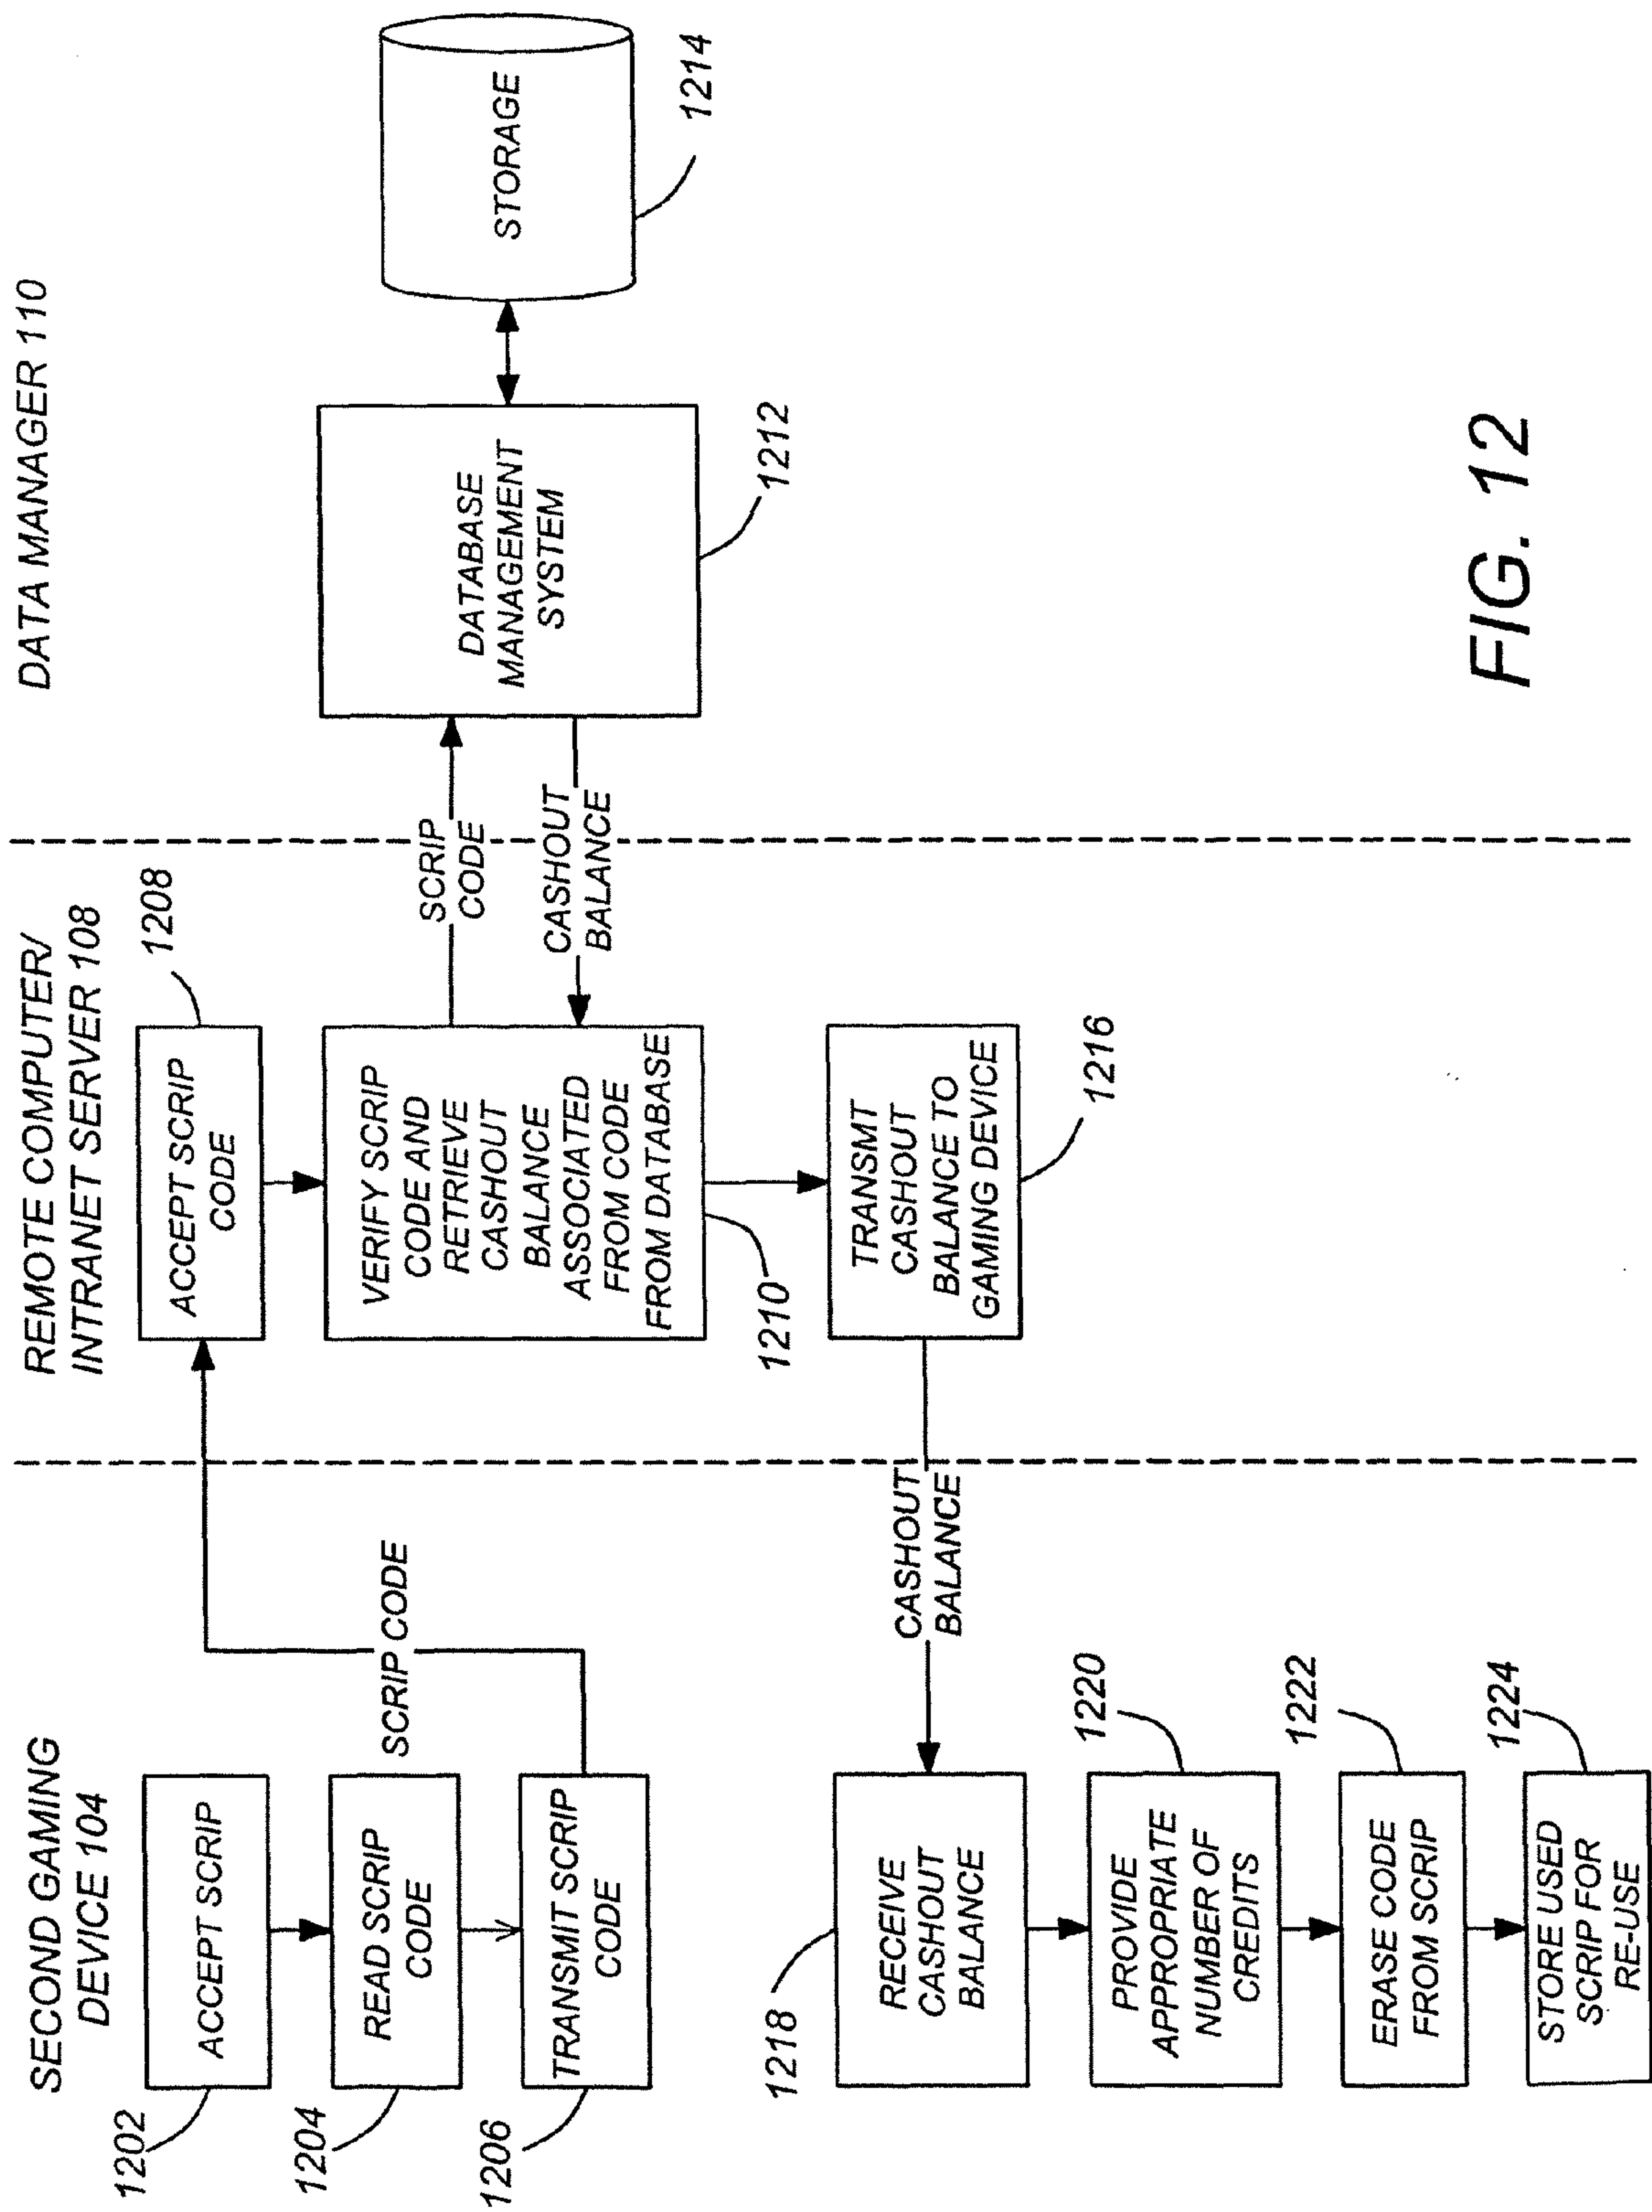 SECOND GAMING
DEVICE 104
1202
ACCEPT SCRIP
1204
READ SCRIP
CODE
1206
TRANSMIT SCRIP
CODE
SCRIP CODE
1218
RECEIVE
CASHOUT
BALANCE
1220
PROVIDE
APPROPRIATE
NUMBER OF
CREDITS
1222
ERASE CODE
FROM SCRIP
1224
STORE USED
SCRIP FOR
RE-USE
CASHOUT
BALANCE
REMOTE COMPUTER/
INTRANET SERVER 108
1208
ACCEPT SCRIP
CODE
VERIFY SCRIP
CODE AND
RETRIEVE
CASHOUT
BALANCE
ASSOCIATED
FROM CODE
FROM DATABASE
1210
TRANSMT
CASHOUT
BALANCE TO
GAMING DEVICE
1216
SCRIP
CODE
CASHOUT
BALANCE
DATA MANAGER 110
DATABASE
MANAGEMENT
SYSTEM
1212
STORAGE
1214
FIG. 12